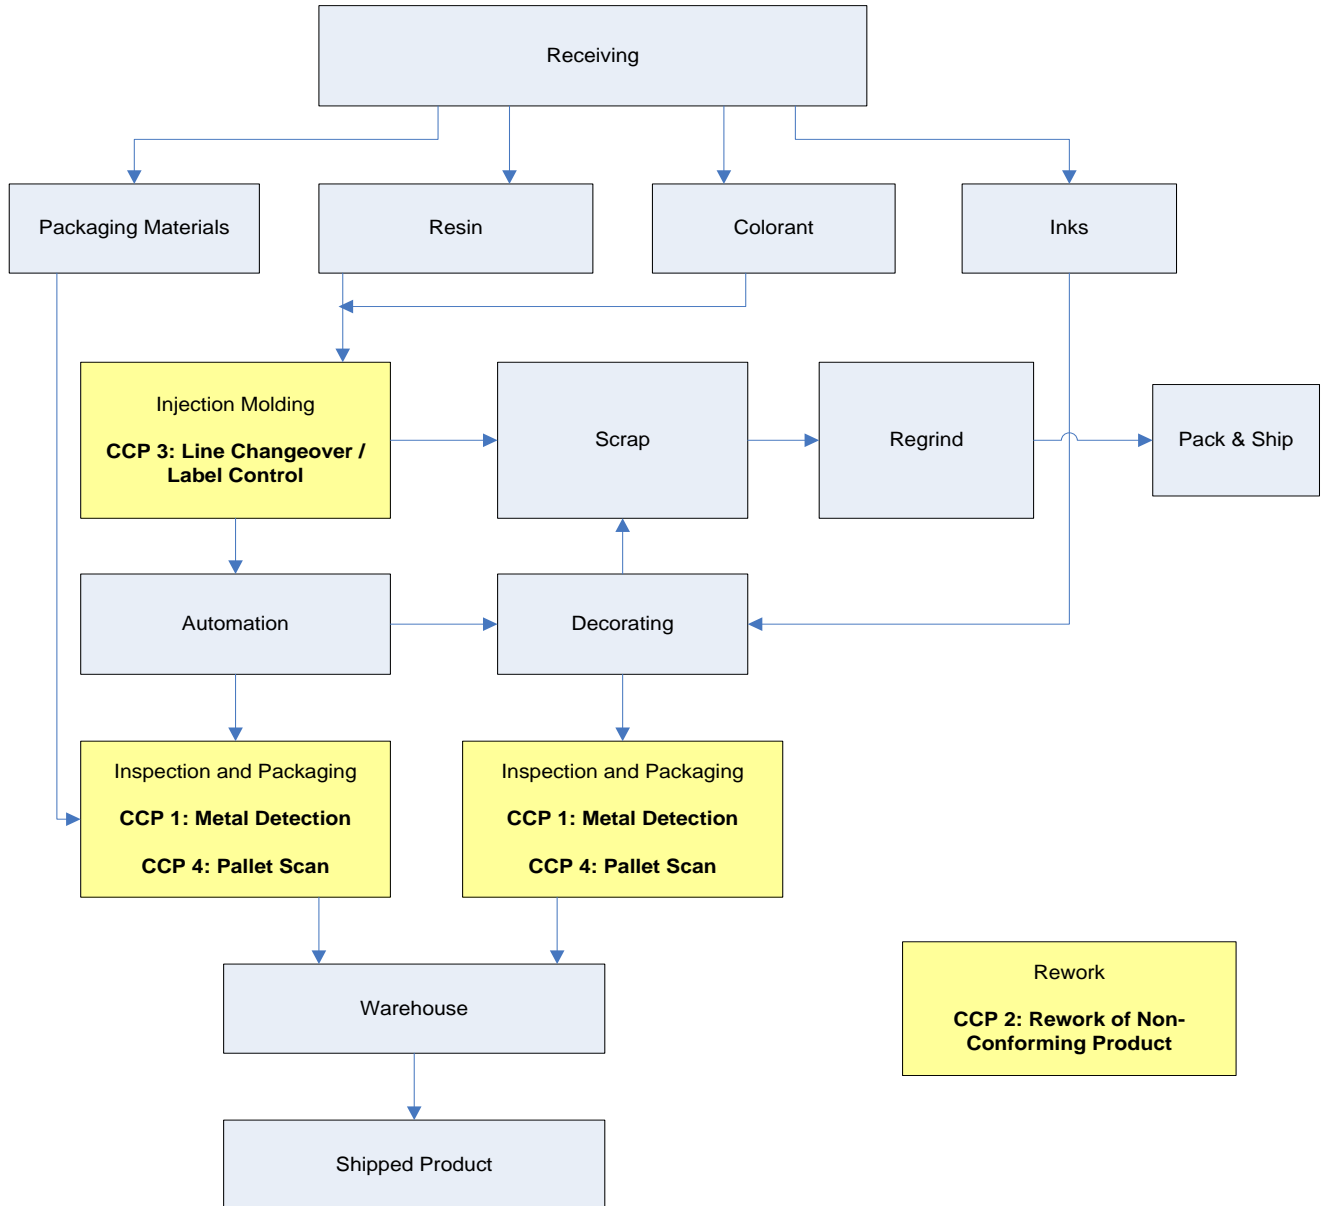 Receiving
Packaging Materials
Resin
Colorant
Inks
Injection Molding
CCP 3: Line Changeover /
Label Control
Scrap
Regrind
Pack & Ship
Automation
Decorating
Inspection and Packaging
CCP 1: Metal Detection
CCP 4: Pallet Scan
Inspection and Packaging
CCP 1: Metal Detection
CCP 4: Pallet Scan
Rework
CCP 2: Rework of Non-
Conforming Product
Warehouse
Shipped Product